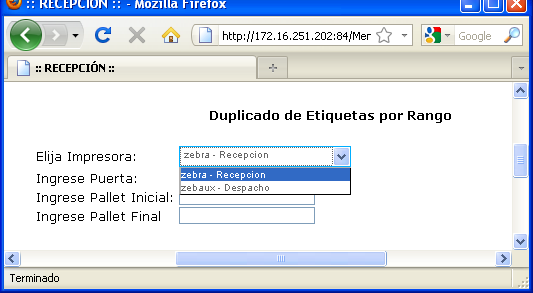 :: RECEPCIÓN :: - Mozilla Firefox
http://172.16.251.202:84/Mer
Google
:: RECEPCIÓN ::
Duplicado de Etiquetas por Rango
Elija Impresora: zebra - Recepcion
zebra - Recepcion
Ingrese Puerta:
zebaux - Despacho
Ingrese Pallet Inicial:
Ingrese Pallet Final
Terminado